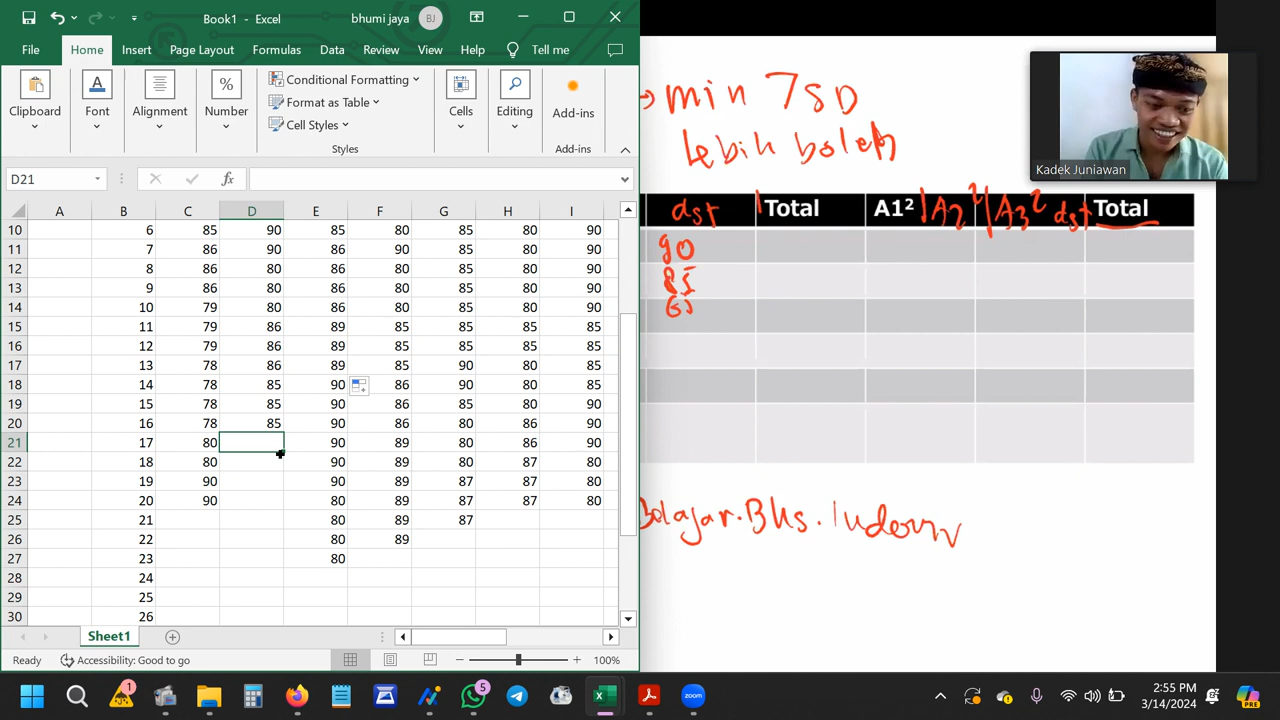 Book1 - Excel
bhumi jaya
BJ
File Home Insert Page Layout Formulas Data Review View Help Tell me
Clipboard
Font
Alignment
Number
Conditional Formatting
Format as Table
Cell Styles
Styles
Cells
Editing
Add-ins
Add-ins
D21
fx
A B C D E F G H I
10 6 85 90 85 80 85 80 90
11 7 86 90 86 90 85 80 90
12 8 86 80 86 80 85 80 90
13 9 86 80 86 80 85 80 90
14 10 79 80 86 80 85 80 90
15 11 79 86 89 85 85 85 85
16 12 79 86 89 85 85 80 85
17 13 78 86 89 85 90 80 85
18 14 78 85 90 86 90 80 85
19 15 78 85 90 86 85 80 90
20 16 78 85 90 86 80 80 90
21 17 80 90 89 80 86 90
22 18 80 90 89 80 87 80
23 19 90 90 89 87 87 80
24 20 90 80 89 87 87 80
25 21 80 89 87
26 22 80 89
27 23 80
28 24
29 25
30 26
Sheet1
Ready
Accessibility: Good to go
100%
min 7 SD
lebih boleh
Kadek Juniawan
dst Total A1² A2² A3² dst Total
90
85
Belajar. Bhs.
1
5
2:55 PM
3/14/2024
PRE